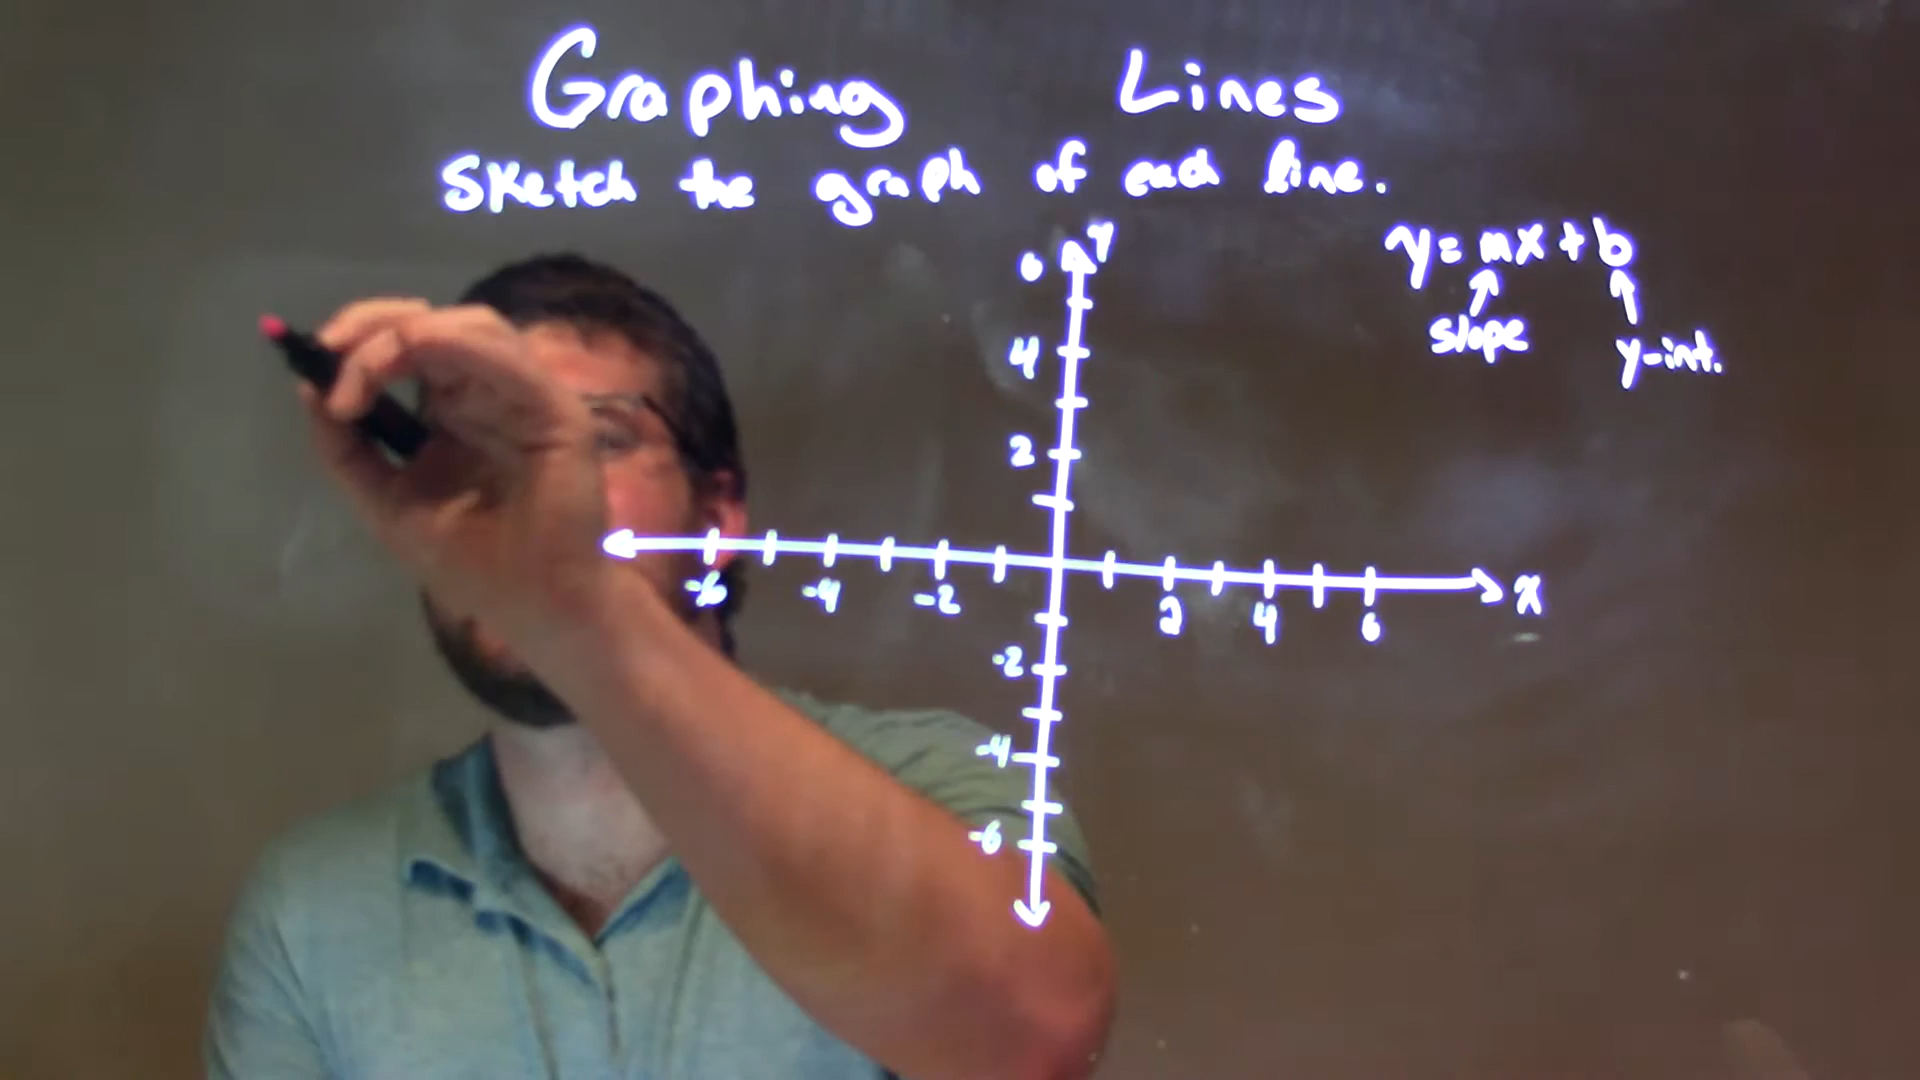 Graphing Lines
Sketch the graph of each line.
y = mx + b
slope
y-int.
y
6
4
2
-6 -4 -2 2 4 6 x
-2
-4
-6